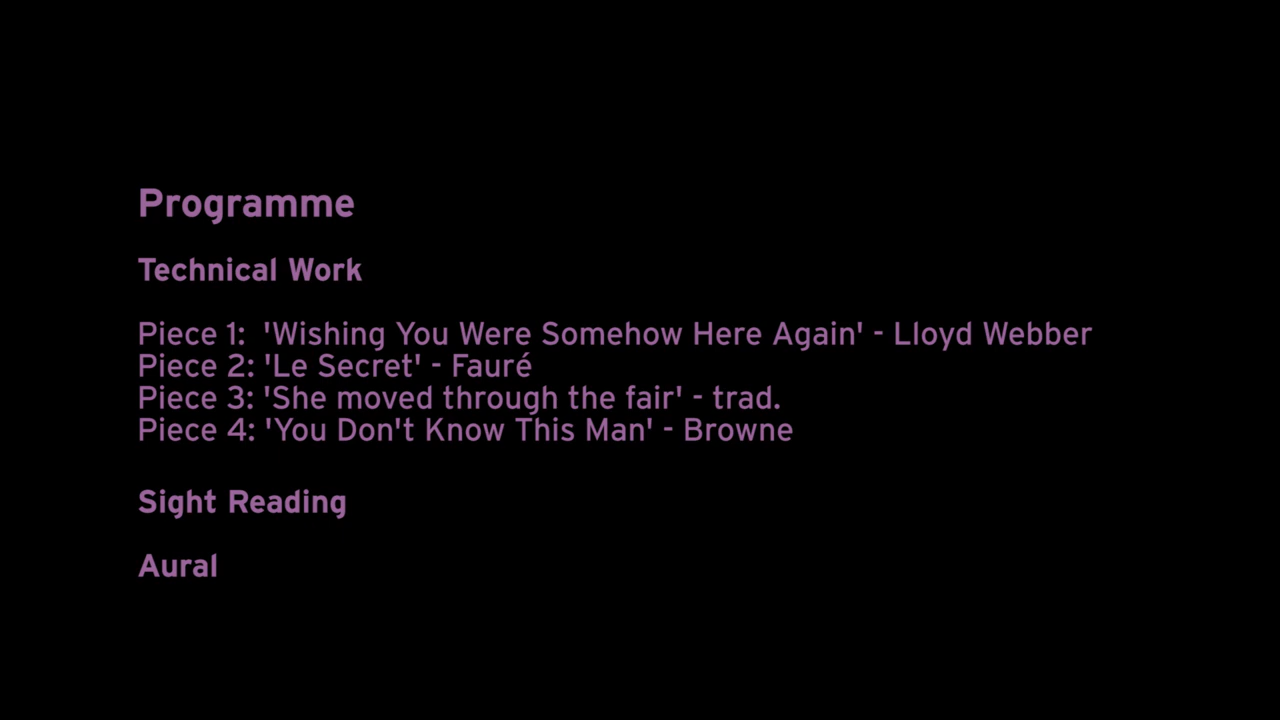 Programme
Technical Work
Piece 1:  'Wishing You Were Somehow Here Again' - Lloyd Webber
Piece 2: 'Le Secret' - Fauré
Piece 3: 'She moved through the fair' - trad.
Piece 4: 'You Don't Know This Man' - Browne
Sight Reading
Aural